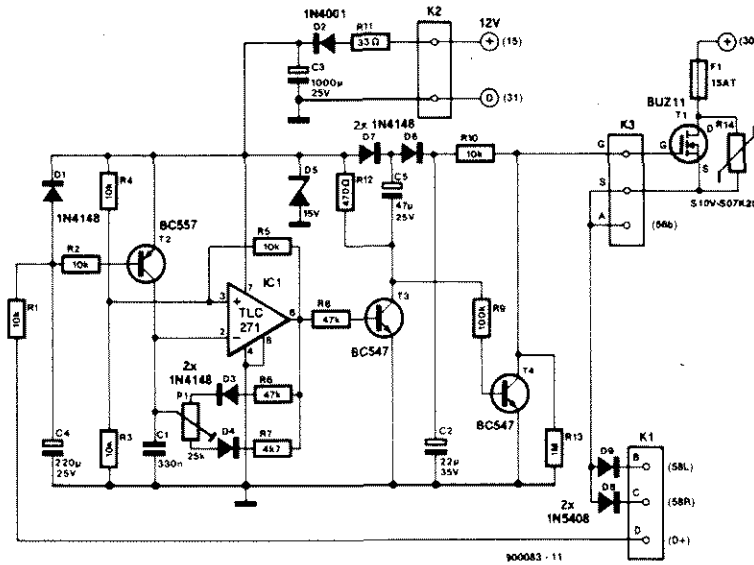 1N4001
D2
R11
33Ω
K2
12V
(15)
C3
1000µ
25V
D
(31)
(30
F1
15AT
BUZ11
T1
D
G
S
R14
S10V-S07K2
K3
G
S
A
(56b)
2x 1N4148
D7
D6
R10
10k
D1
1N4148
R4
10k
D5
15V
R12
470Ω
C5
47µ
25V
BC557
T2
R2
10k
R5
10k
IC1
TLC
271
3
2
7
6
4
8
+
−
R8
47k
T3
BC547
R9
100k
T4
BC547
R1
10k
2x
1N4148
P1
25k
D3
R6
47k
D4
R7
4k7
C4
220µ
25V
R3
10k
C1
330n
C2
22µ
35V
R13
1M
K1
D9
B
(58L)
D8
C
(58R)
2x
1N5408
D
(D+)
900083 - 11